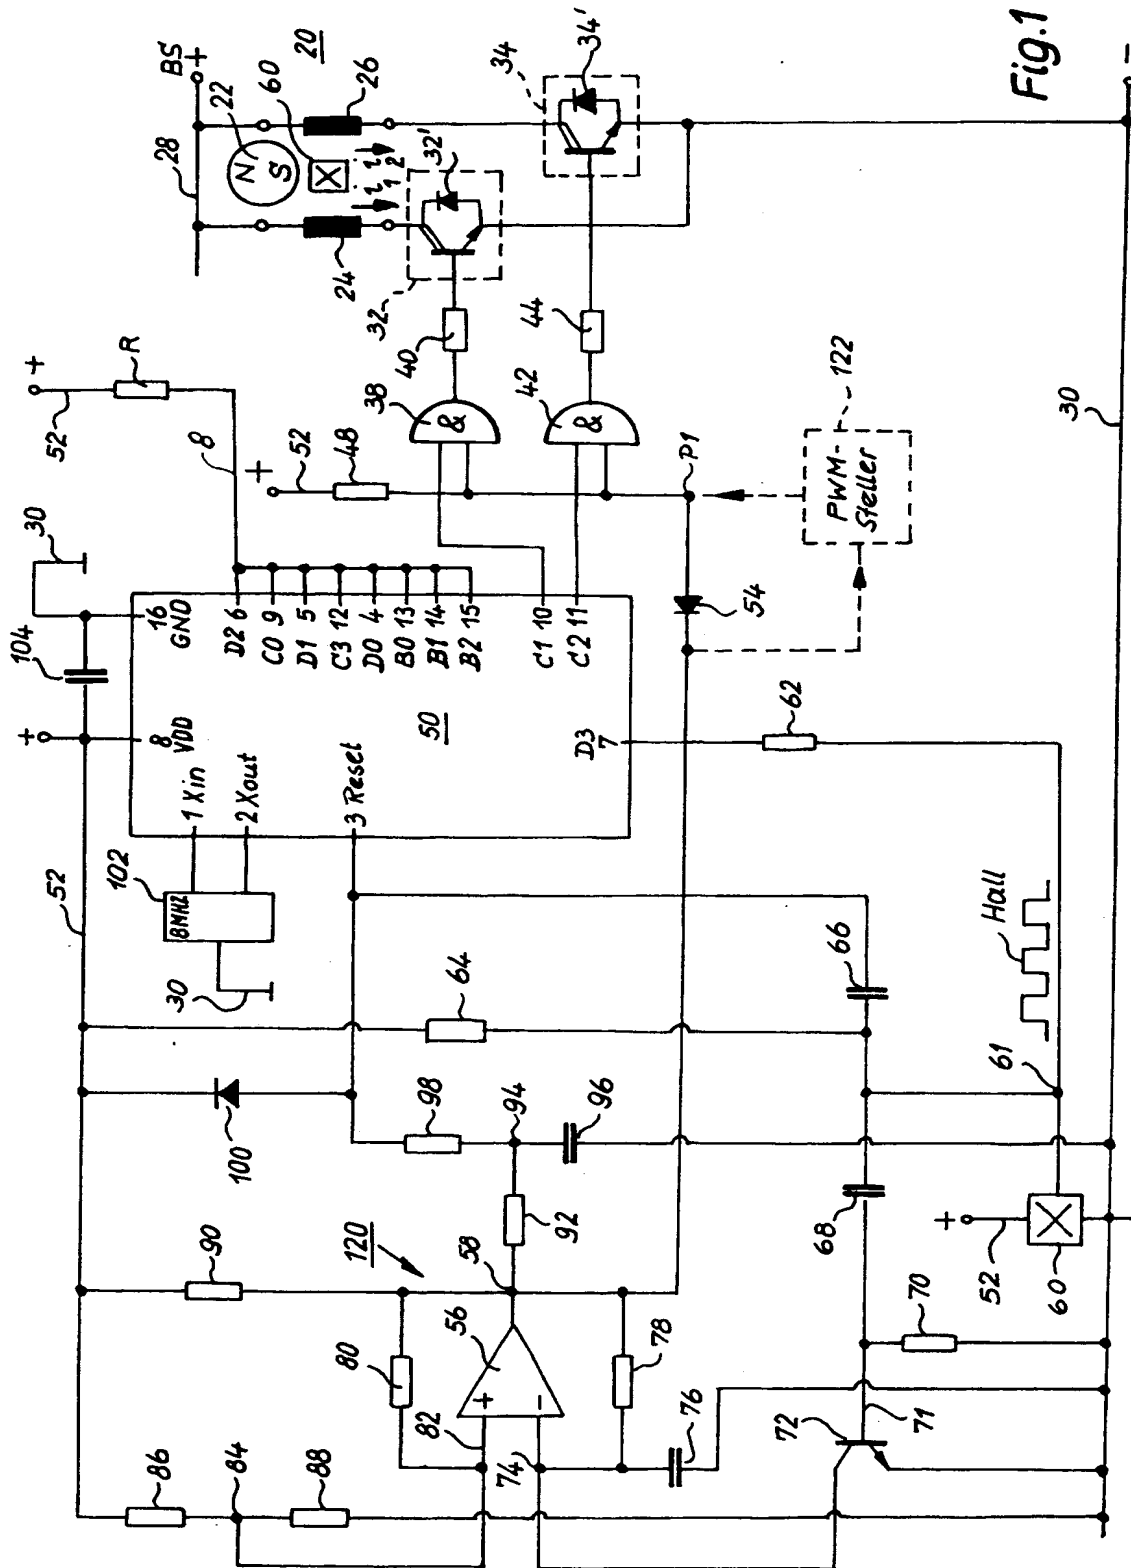 BS +
28
22
N
S
60
20
26
i1
i2
24
32
32'
34
34'
+
52
R
8
40
44
38
&
42
&
+
52
48
P1
122
PWM-
Steller
30
Fig.1
104
30
+
8
VDD
16
GND
D2 6
C0 9
D1 5
C3 12
D0 4
B0 13
B1 14
B2 15
C1 10
C2 11
50
1 Xin
2 Xout
3 Reset
D3
7
102
8MHz
30
52
54
62
64
66
Hall
61
100
98
94
96
92
90
120
58
56
+
-
80
82
78
74
76
68
70
71
72
+
52
60
86
84
88